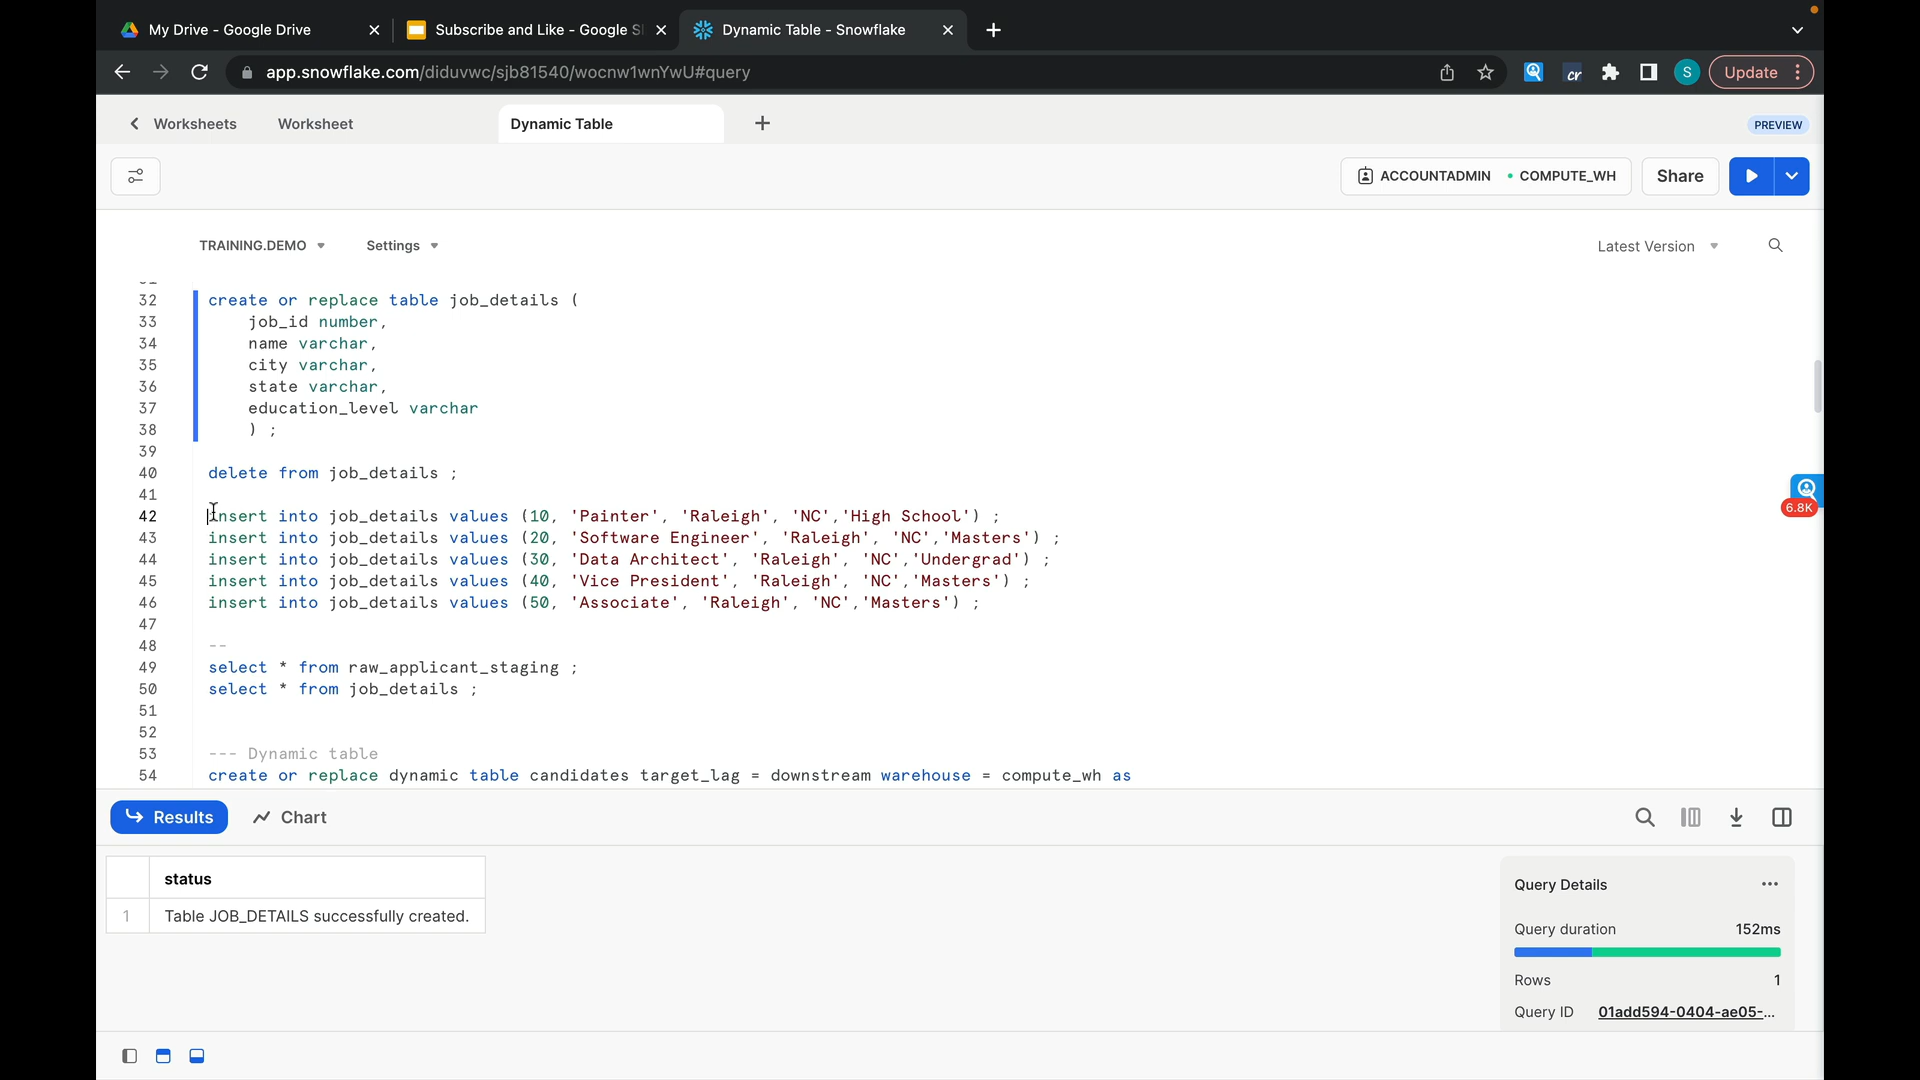 My Drive - Google Drive
Subscribe and Like - Google Sl
Dynamic Table - Snowflake
app.snowflake.com/diduvwc/sjb81540/wocnw1wnYwU#query
cr
S
Update
Worksheets
Worksheet
Dynamic Table
PREVIEW
ACCOUNTADMIN
COMPUTE_WH
Share
TRAINING.DEMO
Settings
Latest Version
32 create or replace table job_details (
33 job_id number,
34 name varchar,
35 city varchar,
36 state varchar,
37 education_level varchar
38 ) ;
39
40 delete from job_details ;
41
42 insert into job_details values (10, 'Painter', 'Raleigh', 'NC','High School') ;
43 insert into job_details values (20, 'Software Engineer', 'Raleigh', 'NC','Masters') ;
44 insert into job_details values (30, 'Data Architect', 'Raleigh', 'NC','Undergrad') ;
45 insert into job_details values (40, 'Vice President', 'Raleigh', 'NC','Masters') ;
46 insert into job_details values (50, 'Associate', 'Raleigh', 'NC','Masters') ;
47
48 --
49 select * from raw_applicant_staging ;
50 select * from job_details ;
51
52
53 --- Dynamic table
54 create or replace dynamic table candidates target_lag = downstream warehouse = compute_wh as
6.8K
Results
Chart
status
1 Table JOB_DETAILS successfully created.
Query Details
Query duration 152ms
Rows 1
Query ID 01add594-0404-ae05-...